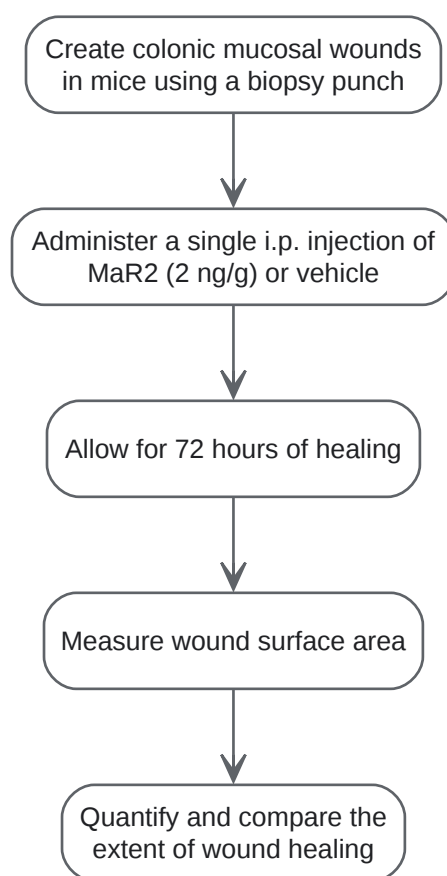 Create colonic mucosal wounds
in mice using a biopsy punch
Administer a single i.p. injection of
MaR2 (2 ng/g) or vehicle
Allow for 72 hours of healing
Measure wound surface area
Quantify and compare the
extent of wound healing